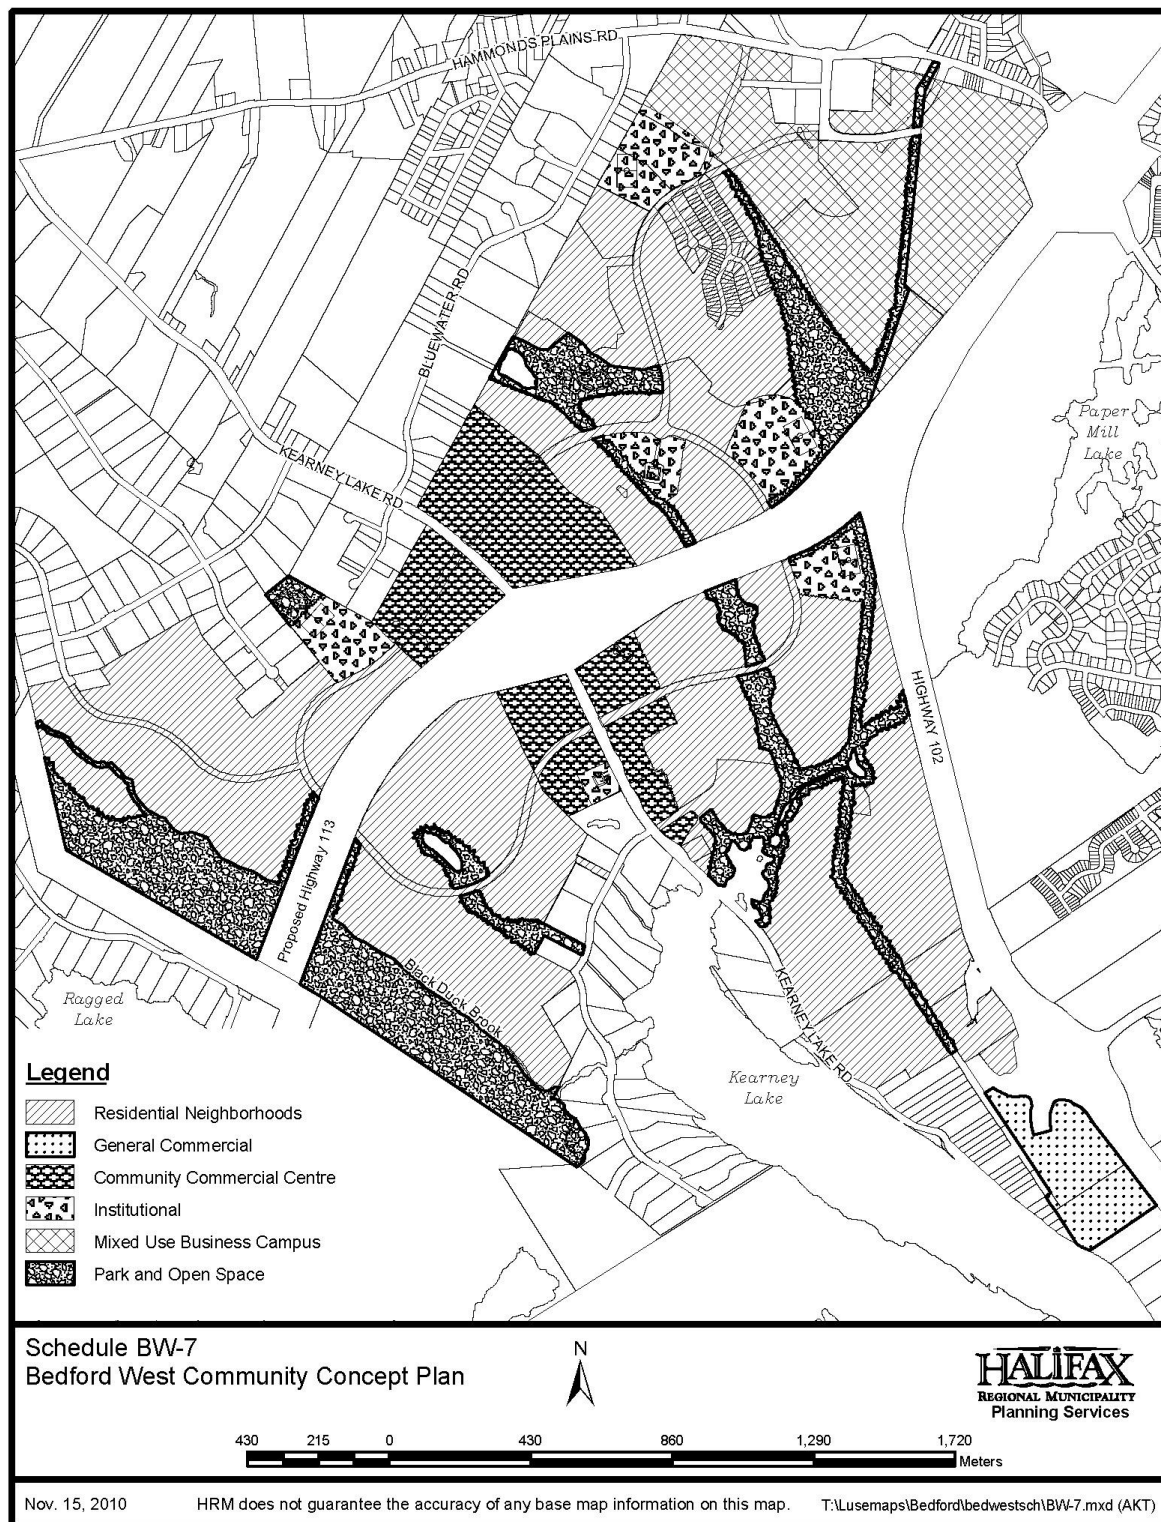 HAMMONDS PLAINS RD
BLUEWATER RD
Paper
Mill
Lake
KEARNEY LAKE RD
HIGHWAY 102
Proposed Highway 113
Black Duck Brook
Ragged
Lake
KEARNEY LAKE RD
Kearney
Lake
Legend
Residential Neighborhoods
General Commercial
Community Commercial Centre
Institutional
Mixed Use Business Campus
Park and Open Space
Schedule BW-7
Bedford West Community Concept Plan
N
HALIFAX
REGIONAL MUNICIPALITY
Planning Services
430 215 0 430 860 1,290 1,720
Meters
Nov. 15, 2010 HRM does not guarantee the accuracy of any base map information on this map. T:\Lusemaps\Bedford\bedwestsch\BW-7.mxd (AKT)